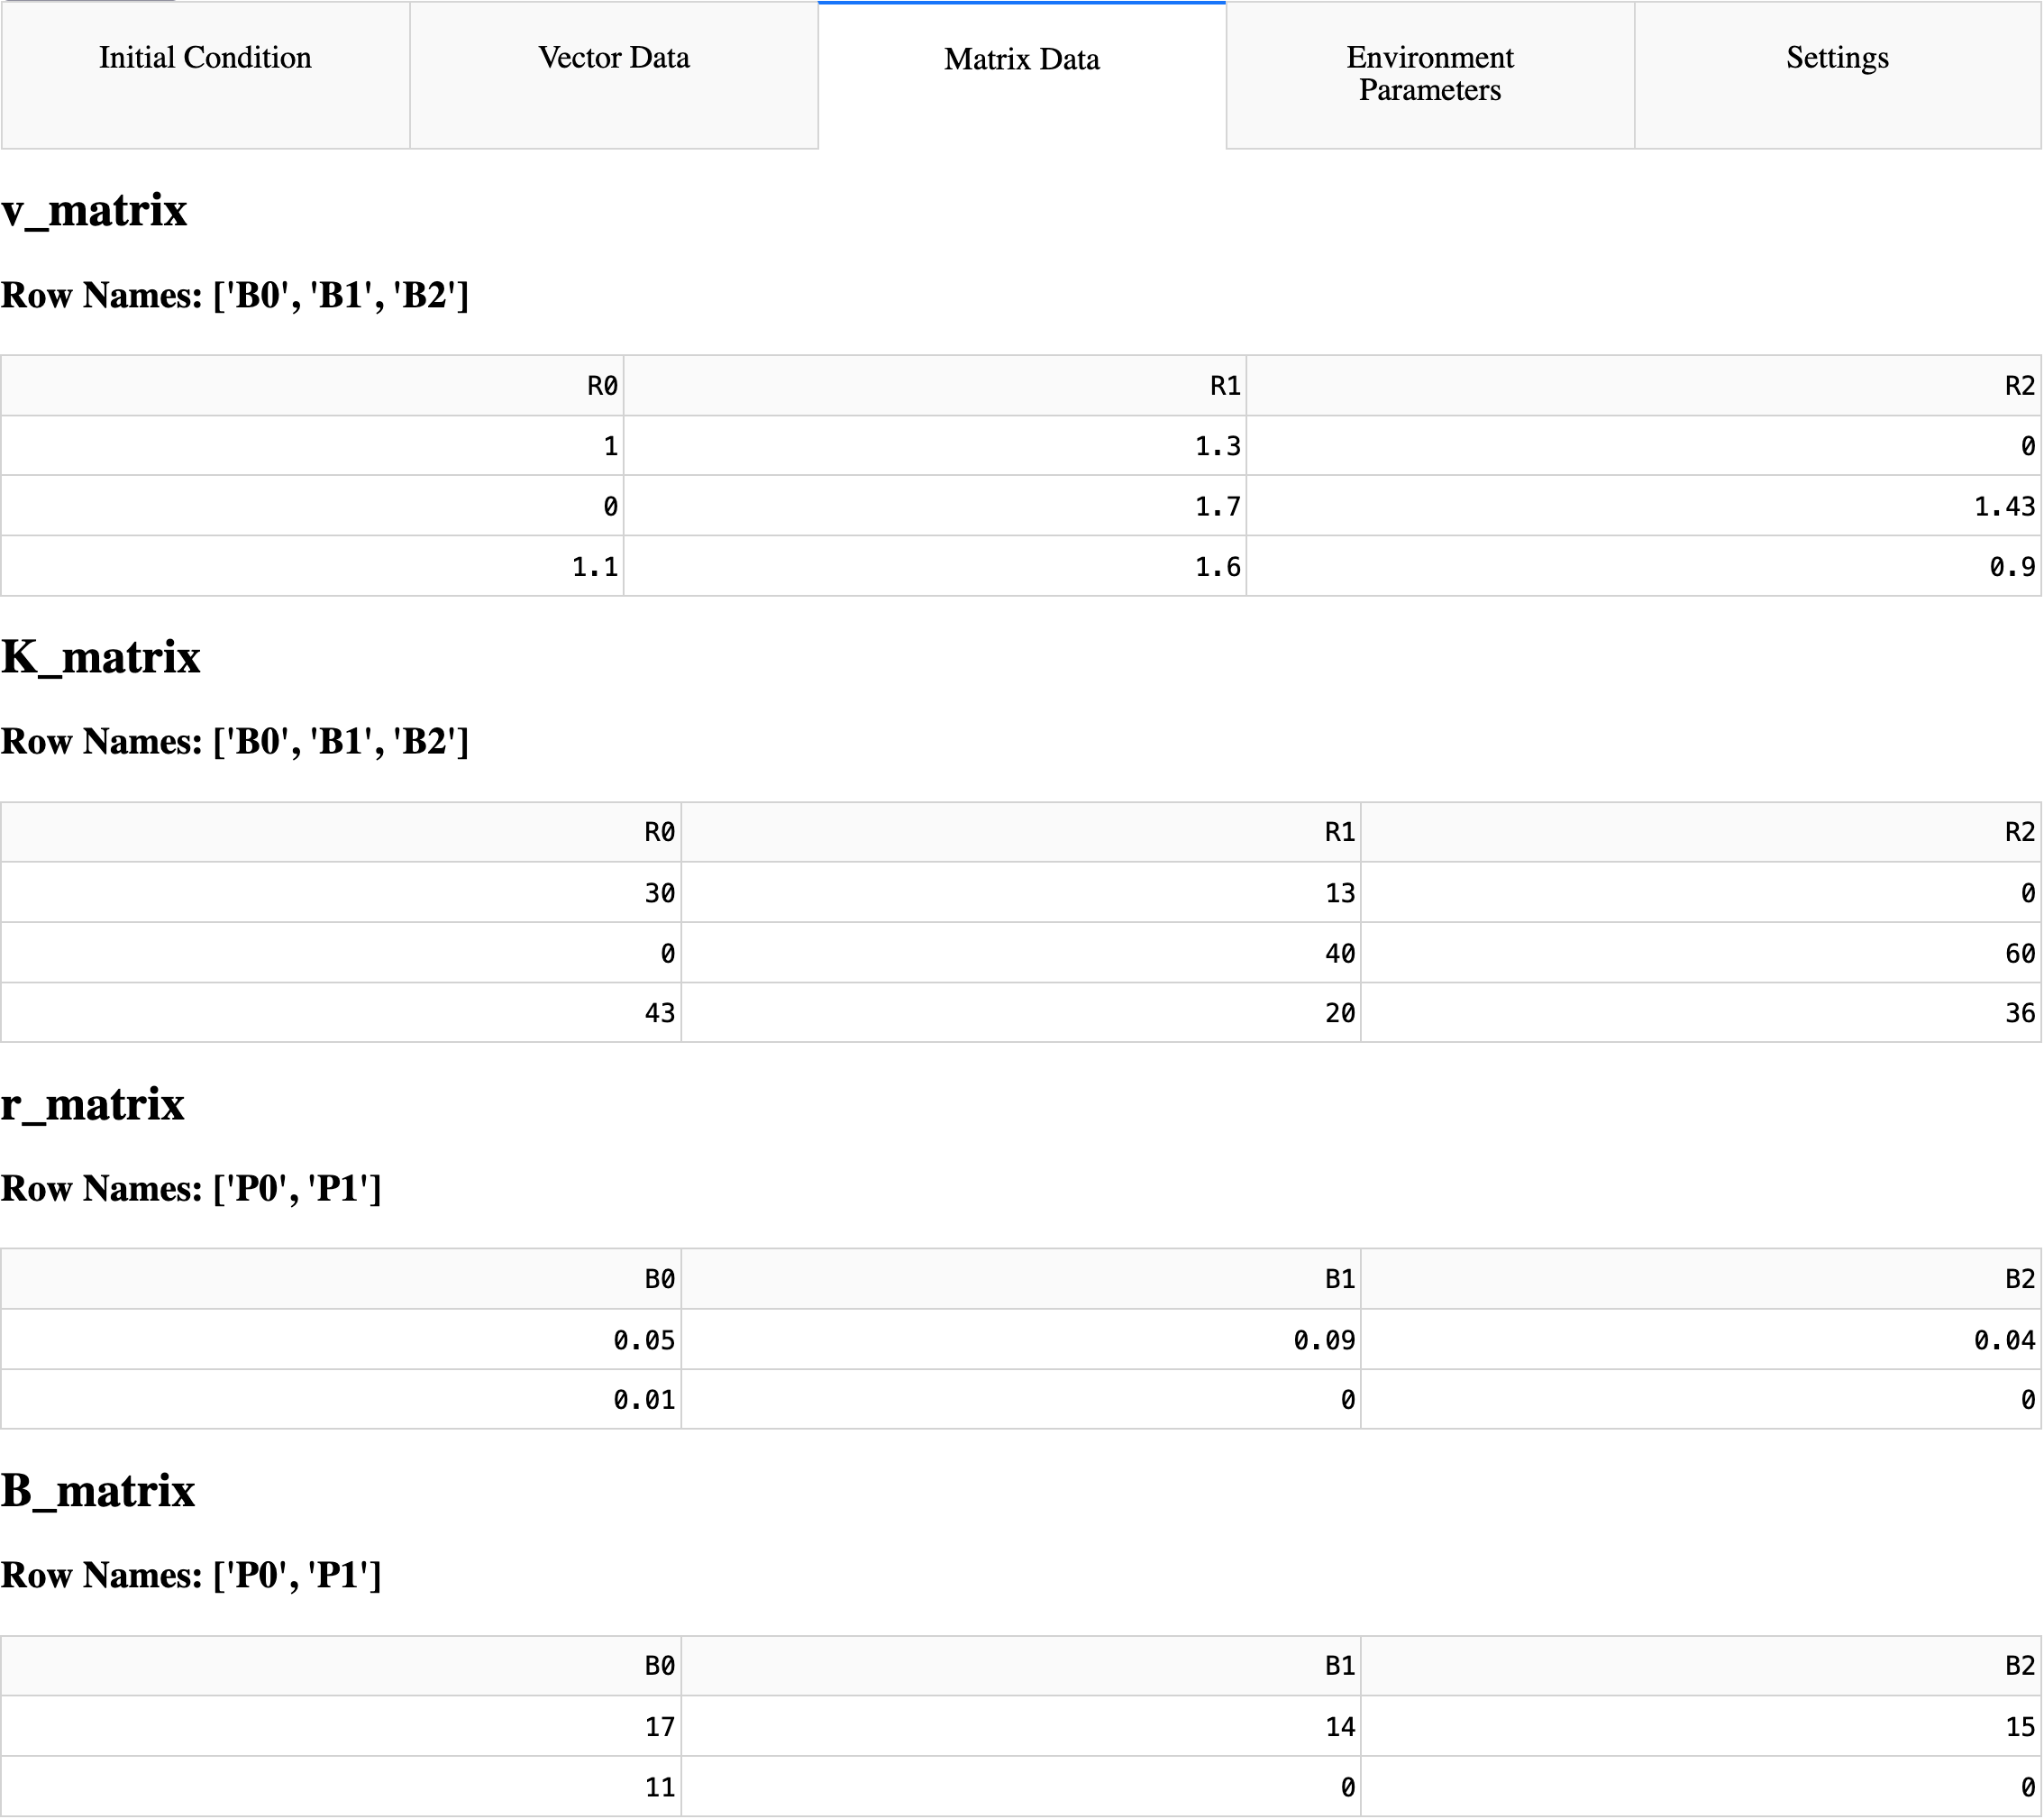 Initial Condition
Vector Data
Matrix Data
Environment
Parameters
Settings
v_matrix
Row Names: ['B0', 'B1', 'B2']
R0 R1 R2
1 1.3 0
0 1.7 1.43
1.1 1.6 0.9
K_matrix
Row Names: ['B0', 'B1', 'B2']
R0 R1 R2
30 13 0
0 40 60
43 20 36
r_matrix
Row Names: ['P0', 'P1']
B0 B1 B2
0.05 0.09 0.04
0.01 0 0
B_matrix
Row Names: ['P0', 'P1']
B0 B1 B2
17 14 15
11 0 0